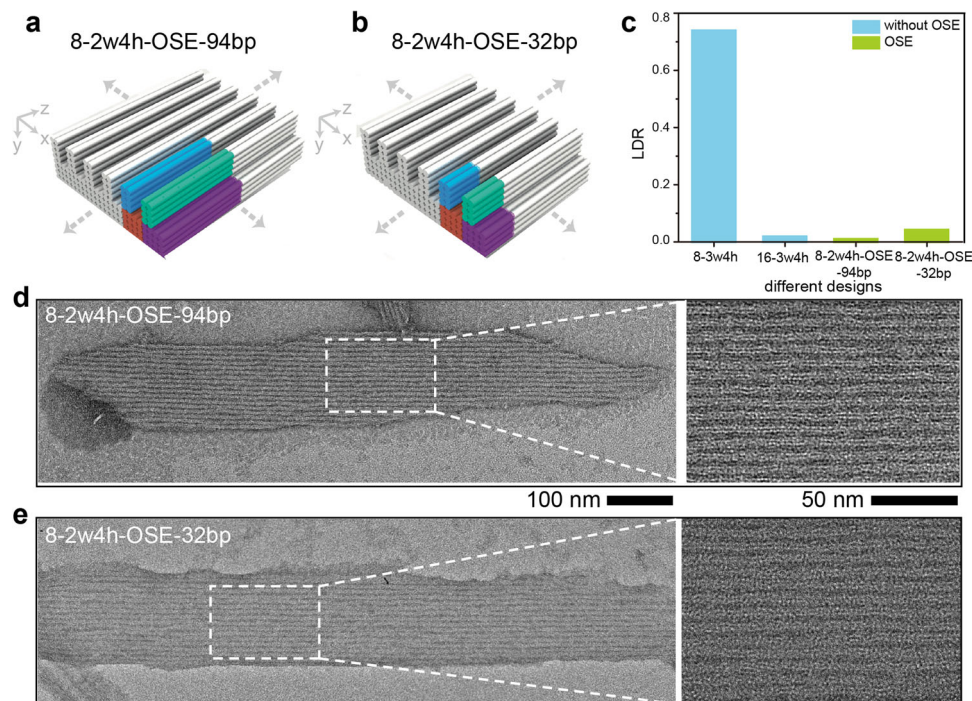 a
8-2w4h-OSE-94bp
z
x
y
b
8-2w4h-OSE-32bp
z
x
y
c
0.8
0.6
0.4
0.2
0.0
LDR
without OSE
OSE
8-3w4h
16-3w4h
8-2w4h-OSE
-94bp
8-2w4h-OSE
-32bp
different designs
d
8-2w4h-OSE-94bp
100 nm
50 nm
e
8-2w4h-OSE-32bp